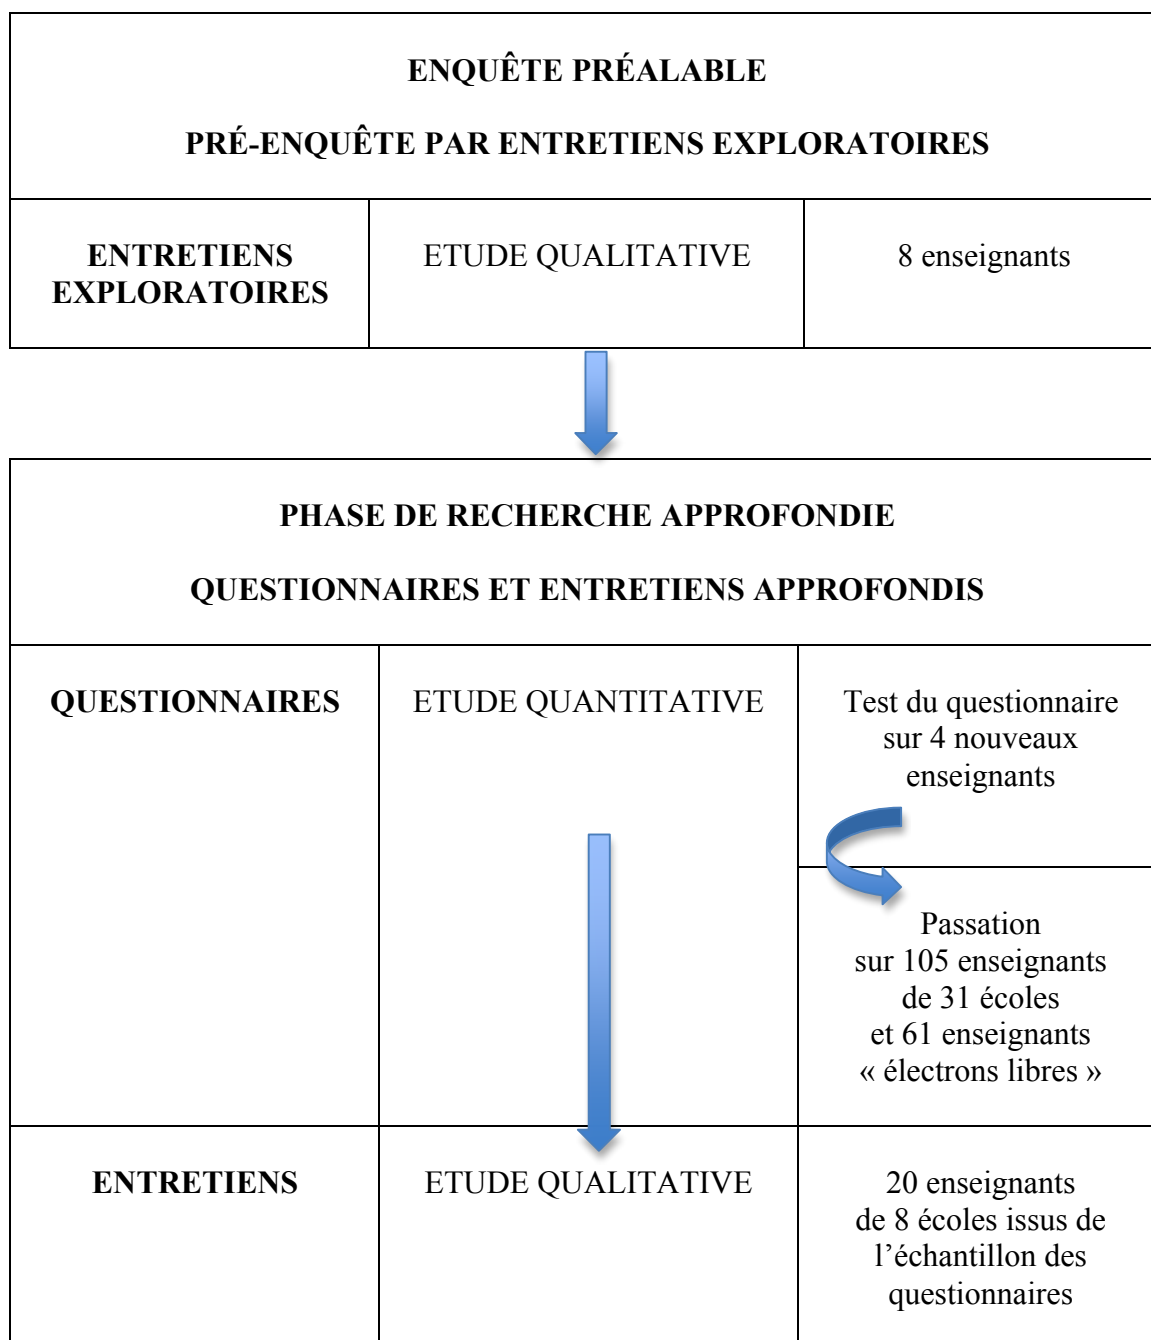 ENQUÊTE PRÉALABLE
PRÉ-ENQUÊTE PAR ENTRETIENS EXPLORATOIRES
ENTRETIENS
EXPLORATOIRES
ETUDE QUALITATIVE
8 enseignants
PHASE DE RECHERCHE APPROFONDIE
QUESTIONNAIRES ET ENTRETIENS APPROFONDIS
QUESTIONNAIRES
ETUDE QUANTITATIVE
Test du questionnaire
sur 4 nouveaux
enseignants
Passation
sur 105 enseignants
de 31 écoles
et 61 enseignants
« électrons libres »
ENTRETIENS
ETUDE QUALITATIVE
20 enseignants
de 8 écoles issus de
l’échantillon des
questionnaires